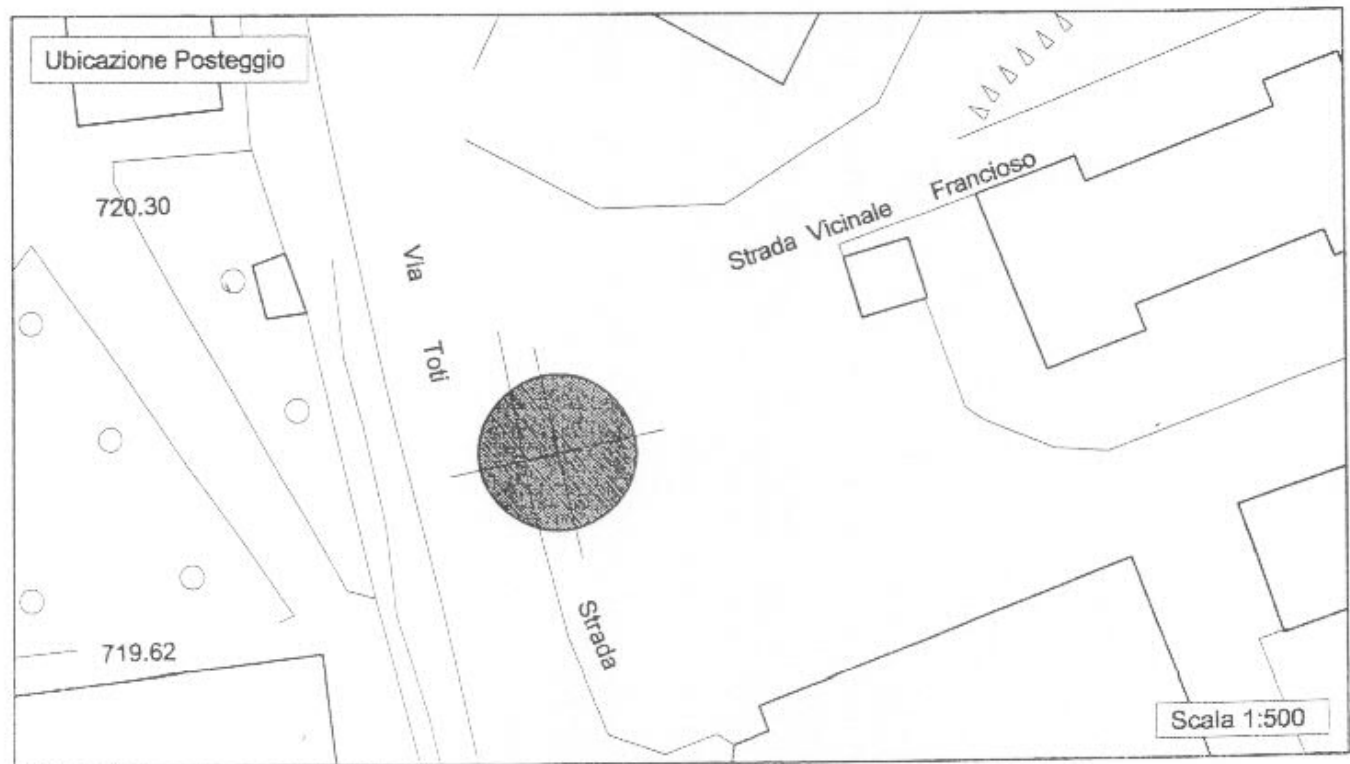 Ubicazione Posteggio
720.30
Strada Vicinale Francioso
Via Toti
Strada
719.62
Scala 1:500